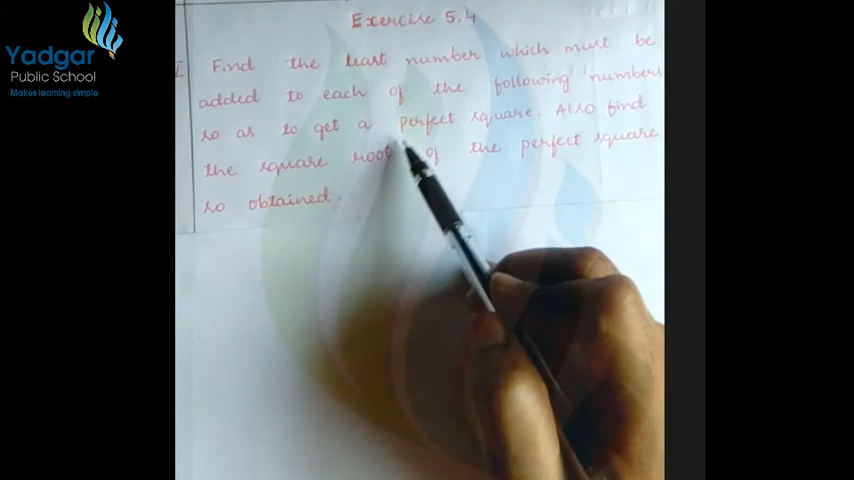 Yadgar
Public School
Makes learning simple
Exercise 5.4
I Find the least number which must be
added to each of the following numbers
so as to get a perfect square. Also find
the square root of the perfect square
so obtained.